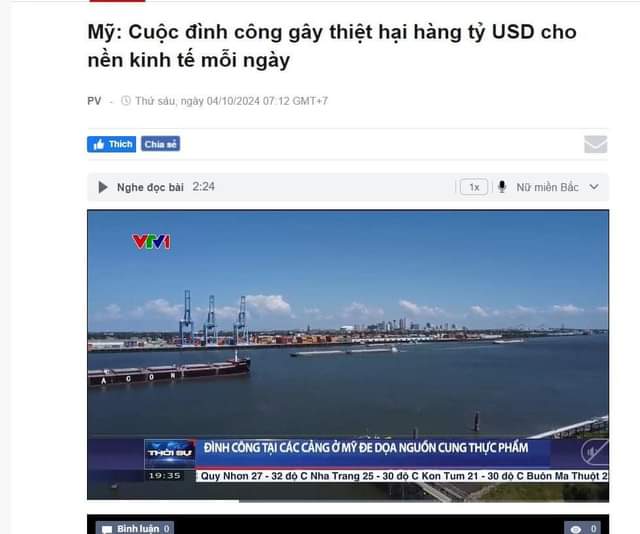 Mỹ: Cuộc đình công gây thiệt hại hàng tỷ USD cho
nền kinh tế mỗi ngày
PV - Thứ sáu, ngày 04/10/2024 07:12 GMT+7
Thích Chia sẻ
Nghe đọc bài 2:24 1x Nữ miền Bắc
VTV1
A C O N
THỜI SỰ ĐÌNH CÔNG TẠI CÁC CẢNG Ở MỸ ĐE DỌA NGUỒN CUNG THỰC PHẨM
19:35 Quy Nhơn 27 - 32 độ C Nha Trang 25 - 30 độ C Kon Tum 21 - 30 độ C Buôn Ma Thuột 2
Bình luận 0 0